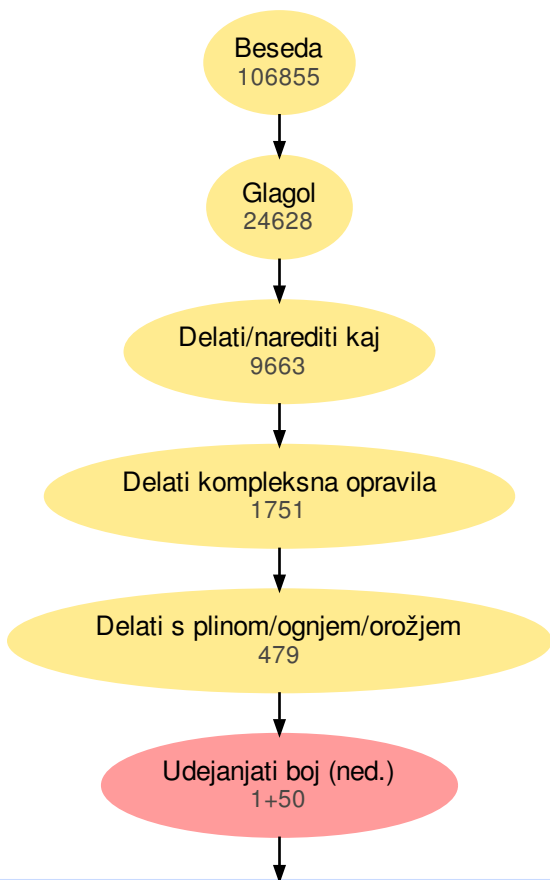 Beseda
106855
Glagol
24628
Delati/narediti kaj
9663
Delati kompleksna opravila
1751
Delati s plinom/ognjem/orožjem
479
Udejanjati boj (ned.)
1+50